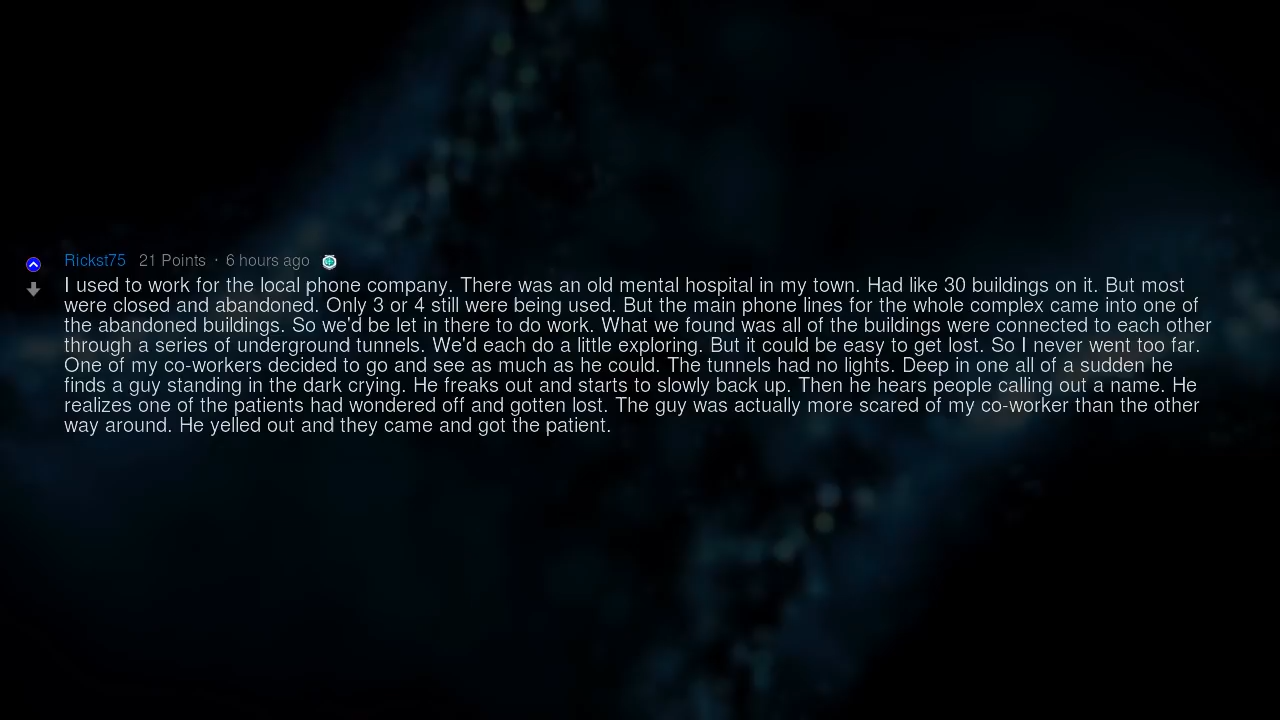 Rickst75 21 Points · 6 hours ago
I used to work for the local phone company. There was an old mental hospital in my town. Had like 30 buildings on it. But most
were closed and abandoned. Only 3 or 4 still were being used. But the main phone lines for the whole complex came into one of
the abandoned buildings. So we'd be let in there to do work. What we found was all of the buildings were connected to each other
through a series of underground tunnels. We'd each do a little exploring. But it could be easy to get lost. So I never went too far.
One of my co-workers decided to go and see as much as he could. The tunnels had no lights. Deep in one all of a sudden he
finds a guy standing in the dark crying. He freaks out and starts to slowly back up. Then he hears people calling out a name. He
realizes one of the patients had wondered off and gotten lost. The guy was actually more scared of my co-worker than the other
way around. He yelled out and they came and got the patient.